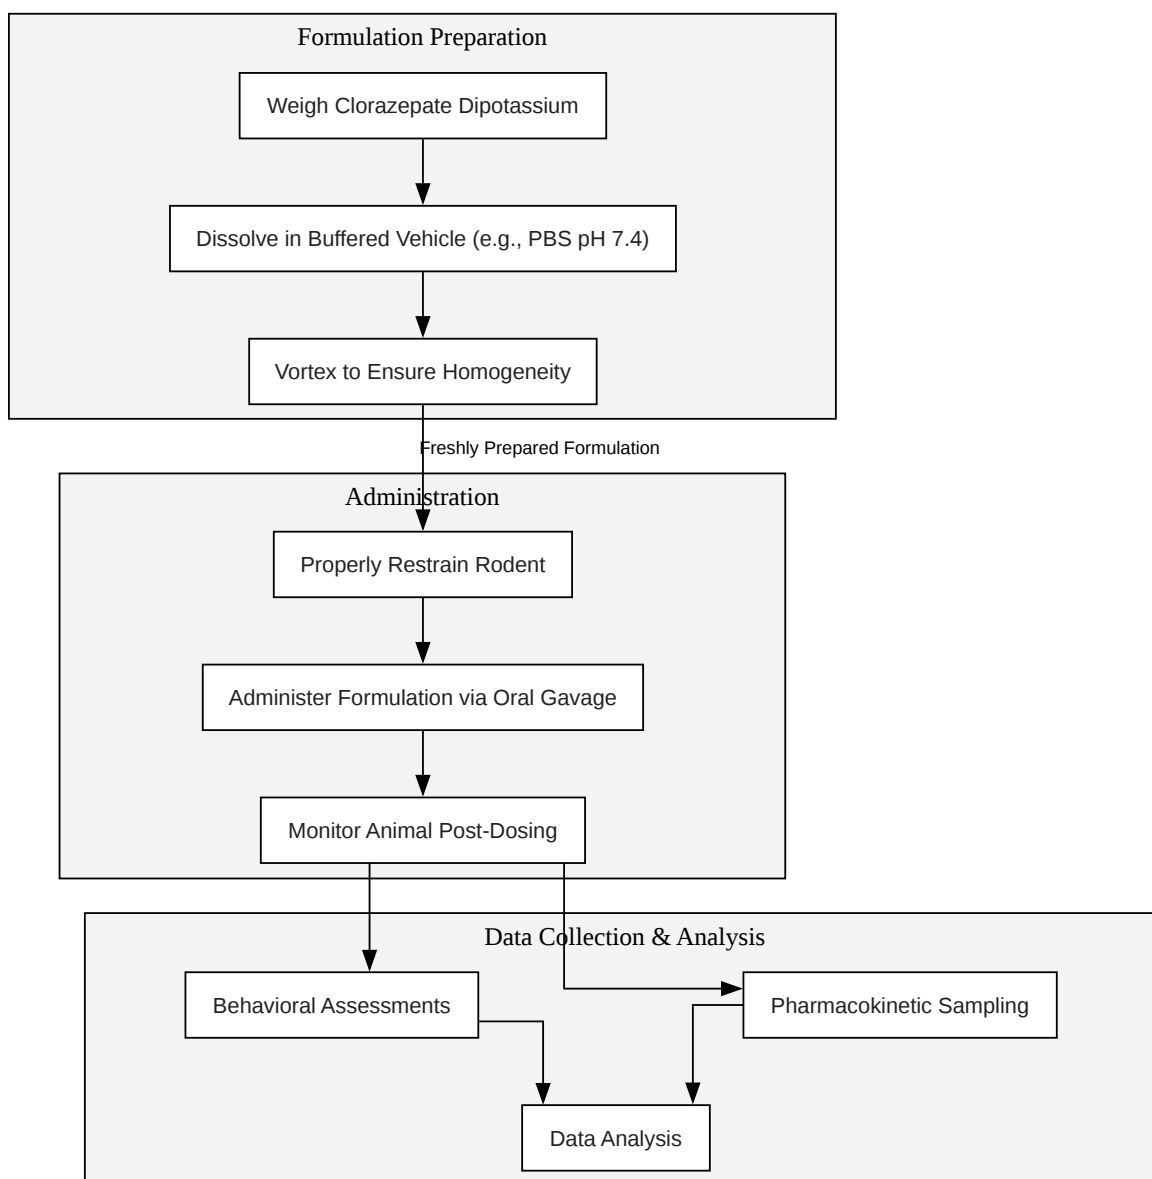 Formulation Preparation
Weigh Clorazepate Dipotassium
Dissolve in Buffered Vehicle (e.g., PBS pH 7.4)
Vortex to Ensure Homogeneity
Freshly Prepared Formulation
Administration
Properly Restrain Rodent
Administer Formulation via Oral Gavage
Monitor Animal Post-Dosing
Data Collection & Analysis
Behavioral Assessments
Pharmacokinetic Sampling
Data Analysis